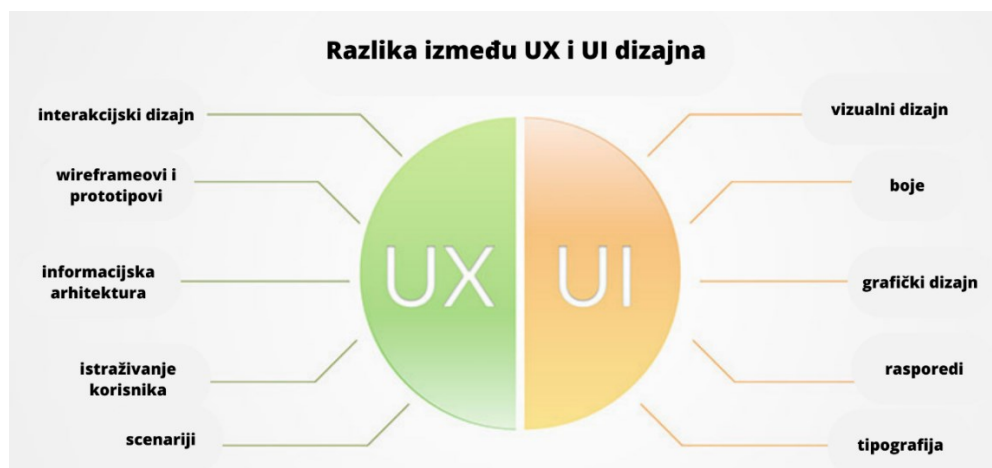 Razlika između UX i UI dizajna
interakcijski dizajn
wireframeovi i
prototipovi
informacijska
arhitektura
istraživanje
korisnika
scenariji
UX
UI
vizualni dizajn
boje
grafički dizajn
rasporedi
tipografija